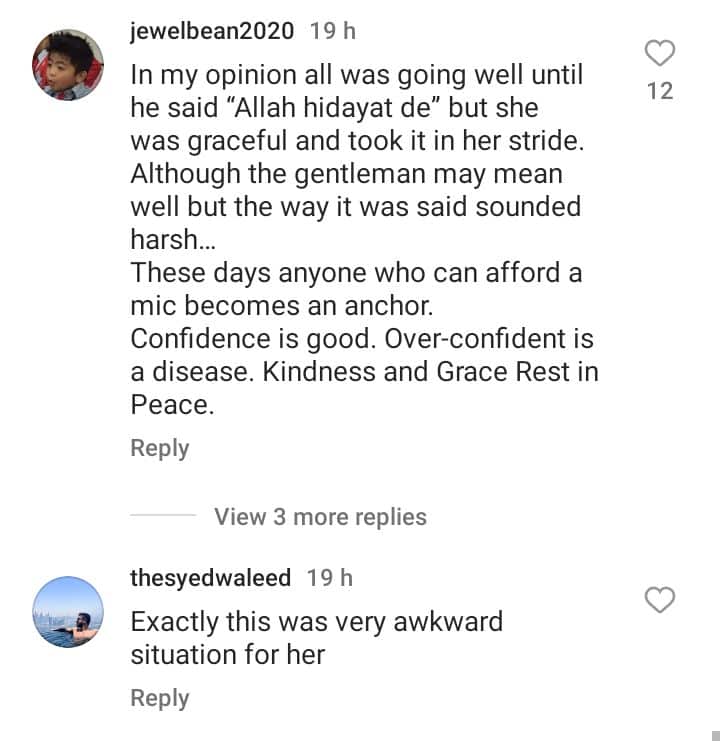 jewelbean2020 19 h
In my opinion all was going well until
he said “Allah hidayat de” but she
was graceful and took it in her stride.
Although the gentleman may mean
well but the way it was said sounded
harsh...
These days anyone who can afford a
mic becomes an anchor.
Confidence is good. Over-confident is
a disease. Kindness and Grace Rest in
Peace.
12
Reply
View 3 more replies
thesyedwaleed 19 h
Exactly this was very awkward
situation for her
Reply